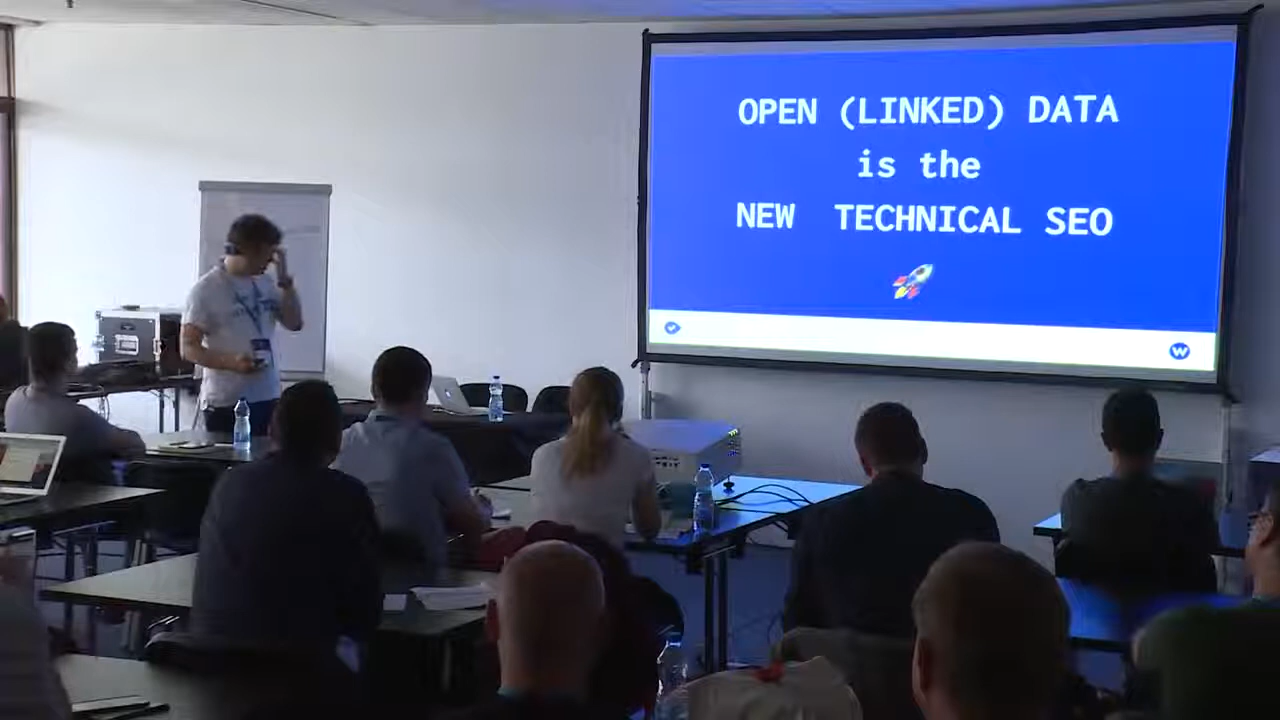 OPEN (LINKED) DATA
is the
NEW TECHNICAL SEO
W